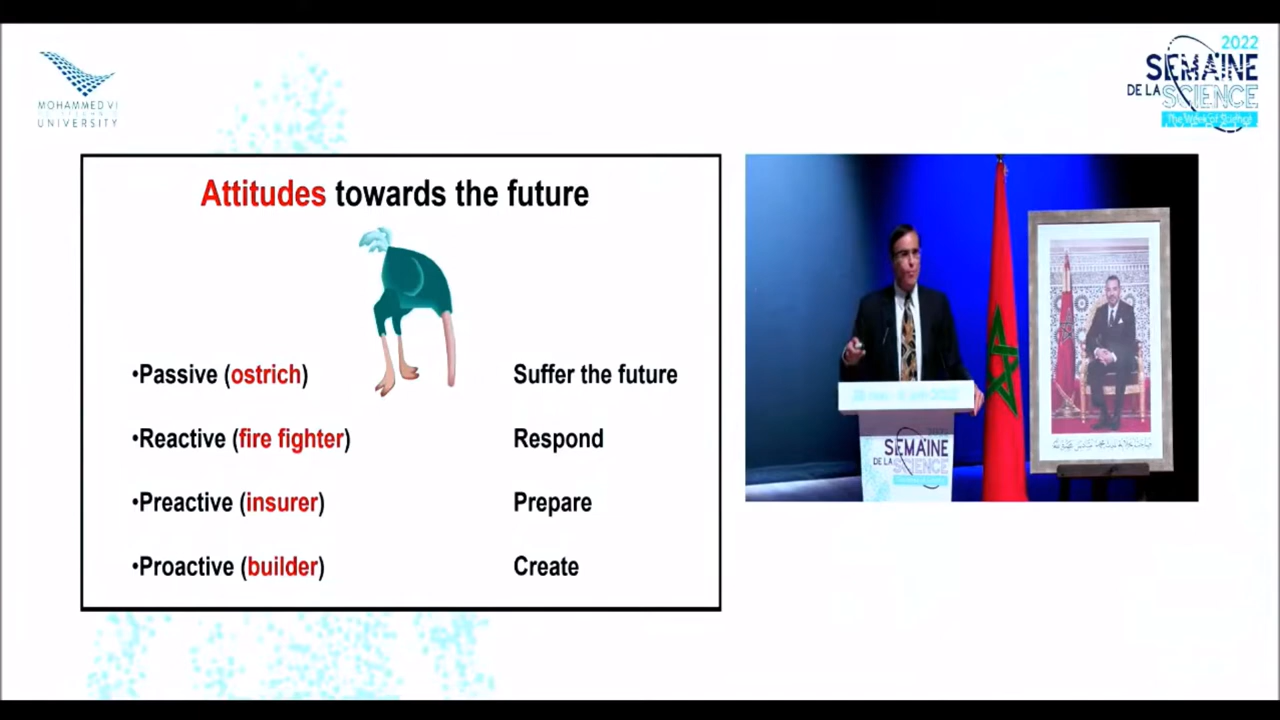 MOHAMMED VI
UNIVERSITY
2022
SEMAINE
DE LA SCIENCE
The Week of Science
Attitudes towards the future
•Passive (ostrich) Suffer the future
•Reactive (fire fighter) Respond
•Preactive (insurer) Prepare
•Proactive (builder) Create
2022
SEMAINE
DE LA SCIENCE